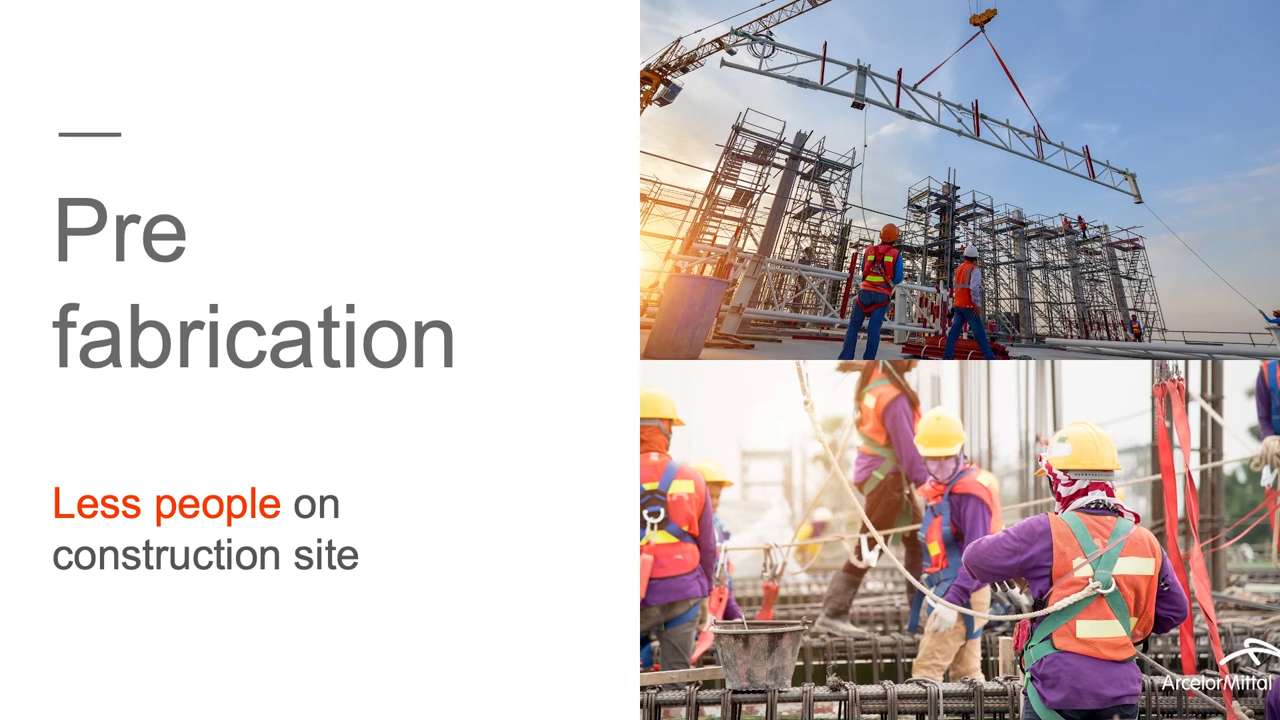 Pre
fabrication
Less people on
construction site
ArcelorMittal